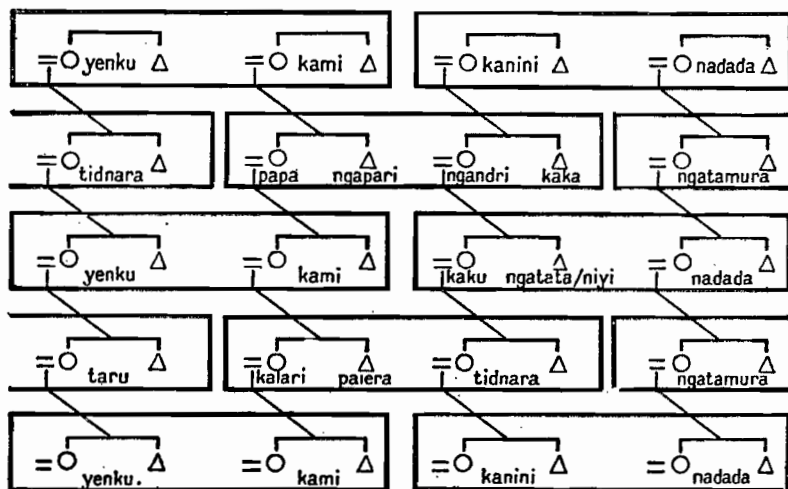 yenku kami kanini nadada
tidnara papa ngapari ngandri kaka ngatamura
yenku kami kaku ngatata/niyi nadada
taru kalari paiera tidnara ngatamura
yenku. kami kanini nadada